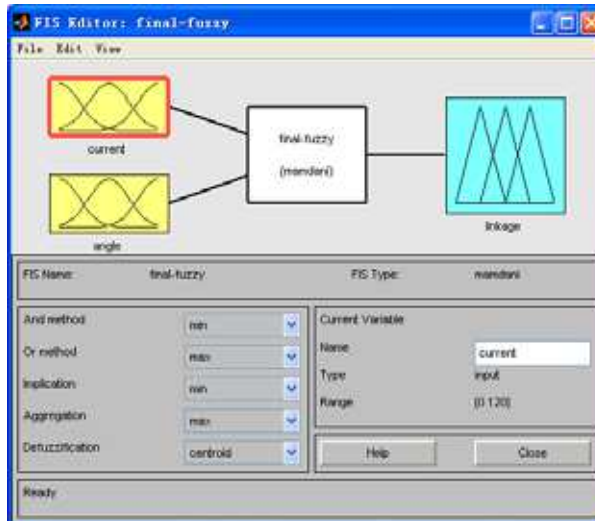 FIS Editor: final-fuzzy
File Edit View
current
final-fuzzy
(mamdani)
angle
linkage
FIS Name: final-fuzzy FIS Type: mamdani
And method min
Or method max
Implication min
Aggregation max
Defuzzification centroid
Current Variable
Name current
Type input
Range [0 120]
Help Close
Ready